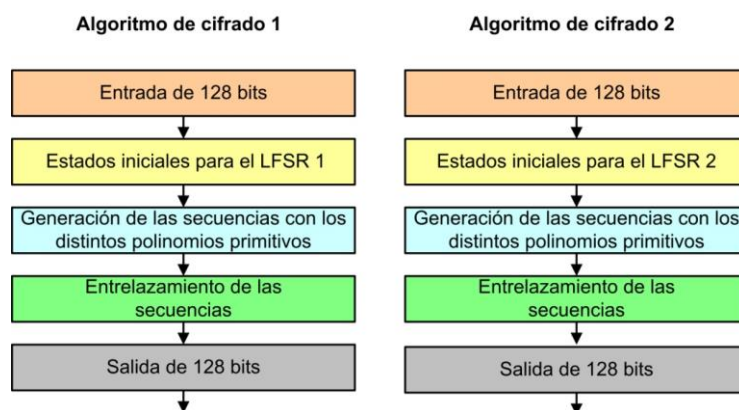 Algoritmo de cifrado 1
Entrada de 128 bits
Estados iniciales para el LFSR 1
Generación de las secuencias con los
distintos polinomios primitivos
Entrelazamiento de las
secuencias
Salida de 128 bits
Algoritmo de cifrado 2
Entrada de 128 bits
Estados iniciales para el LFSR 2
Generación de las secuencias con los
distintos polinomios primitivos
Entrelazamiento de las
secuencias
Salida de 128 bits